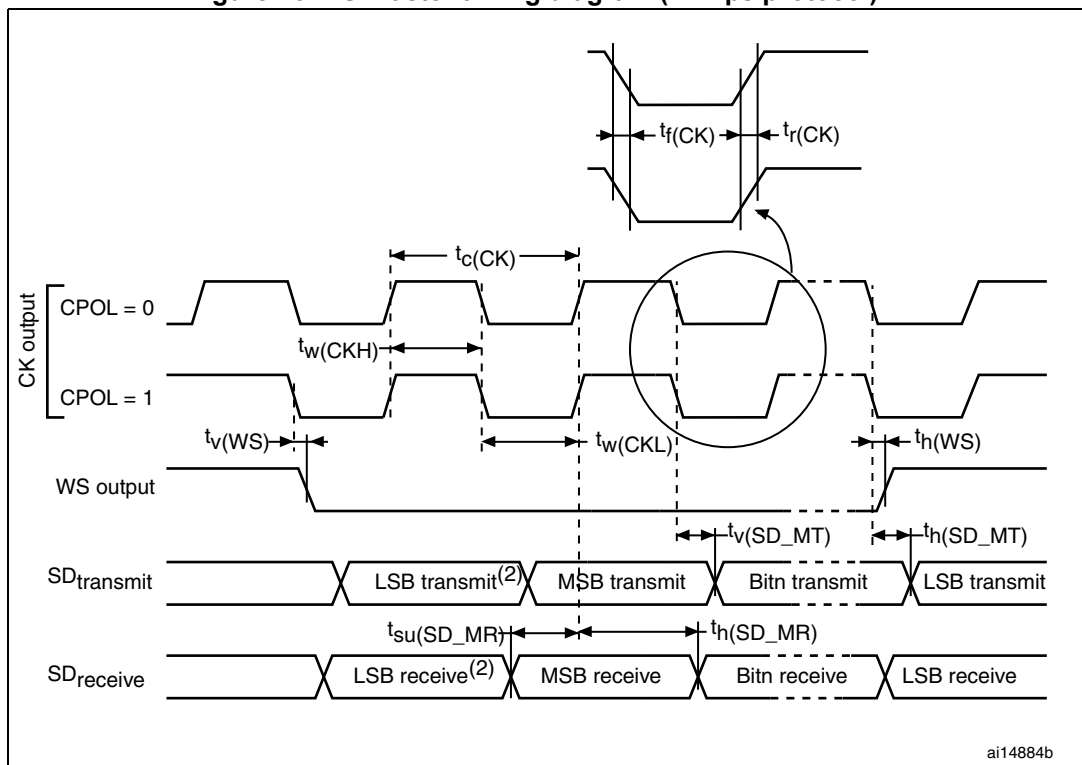 tf(CK)
tr(CK)
tc(CK)
CK output
CPOL = 0
tw(CKH)
CPOL = 1
tv(WS)
tw(CKL)
th(WS)
WS output
tv(SD_MT)
th(SD_MT)
SDtransmit
LSB transmit(2)
MSB transmit
Bitn transmit
LSB transmit
tsu(SD_MR)
th(SD_MR)
SDreceive
LSB receive(2)
MSB receive
Bitn receive
LSB receive
ai14884b